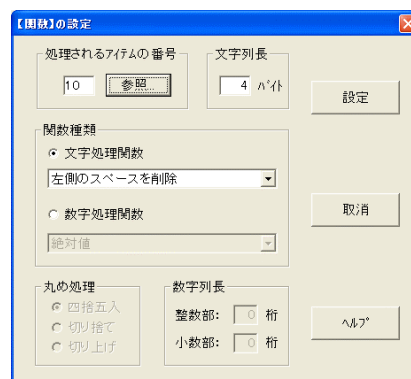 【関数】の設定
処理されるアイテムの番号
文字列長
10
参照...
4 バイト
設定
関数種類
文字処理関数
左側のスペースを削除
数字処理関数
取消
絶対値
丸め処理
数字列長
四捨五入
整数部: 0 桁
切り捨て
ヘルプ
小数部: 0 桁
切り上げ